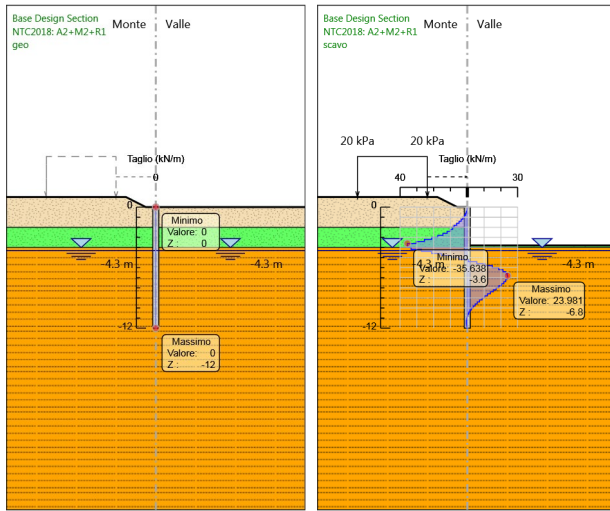 Base Design Section
NTC2018: A2+M2+R1
geo
Monte
Valle
Taglio (kN/m)
0
0
Minimo
Valore: 0
Z : 0
-4.3 m
-4.3 m
-12
Massimo
Valore: 0
Z : -12
Base Design Section
NTC2018: A2+M2+R1
scavo
Monte
Valle
20 kPa
20 kPa
Taglio (kN/m)
40
30
0
Minimo
Valore: -35.638
Z : -3.6
-4.3 m
-4.3 m
Massimo
Valore: 23.981
Z : -6.8
-12